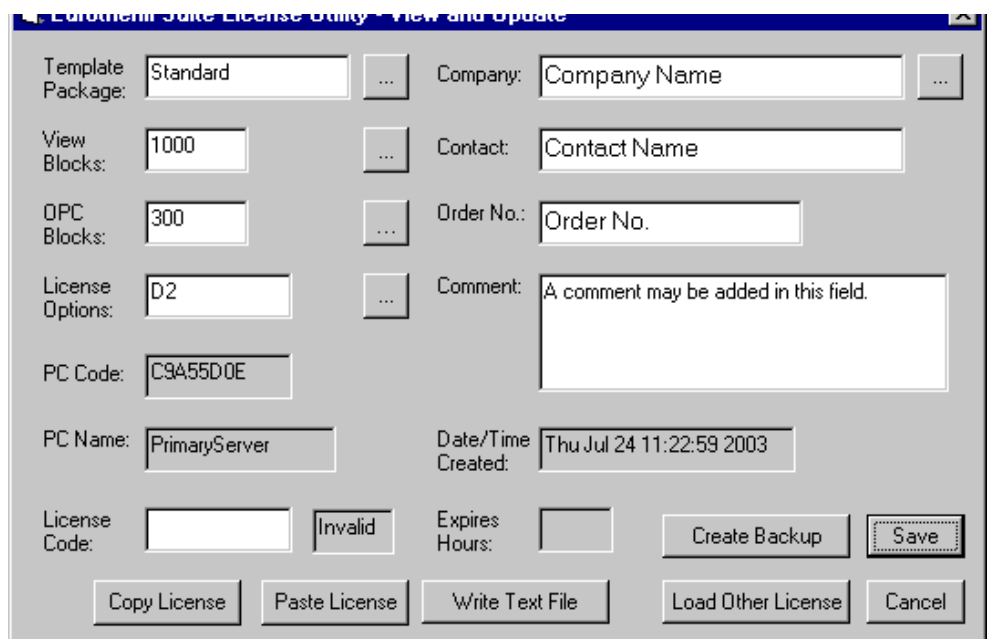 Eurotherm Suite License Utility - View and Update
Template Package: Standard ... Company: Company Name ...
View Blocks: 1000 ... Contact: Contact Name
OPC Blocks: 300 ... Order No.: Order No.
License Options: D2 ... Comment: A comment may be added in this field.
PC Code: C9A55D0E
PC Name: PrimaryServer Date/Time Created: Thu Jul 24 11:22:59 2003
License Code: Invalid Expires Hours: Create Backup Save
Copy License Paste License Write Text File Load Other License Cancel